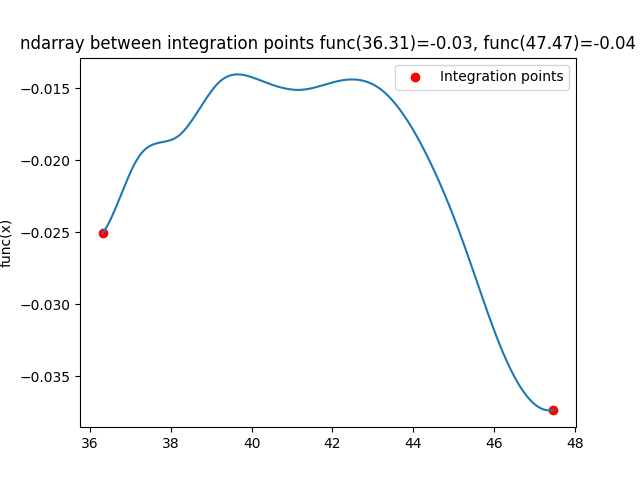 ndarray between integration points func(36.31)=-0.03, func(47.47)=-0.04
Integration points
−0.015
−0.020
−0.025
−0.030
−0.035
func(x)
36 38 40 42 44 46 48